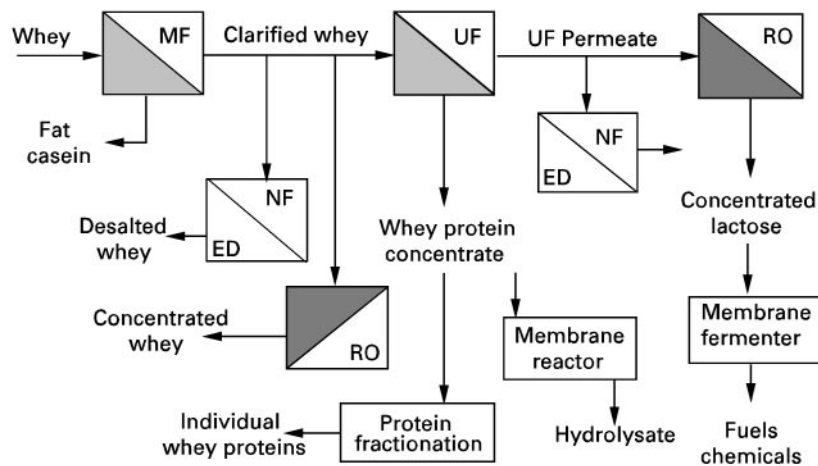 Whey
MF
Clarified whey
UF
UF Permeate
RO
Fat
casein
NF
ED
Desalted
whey
NF
ED
Whey protein
concentrate
Concentrated
lactose
Concentrated
whey
RO
Membrane
reactor
Membrane
fermenter
Individual
whey proteins
Protein
fractionation
Hydrolysate
Fuels
chemicals